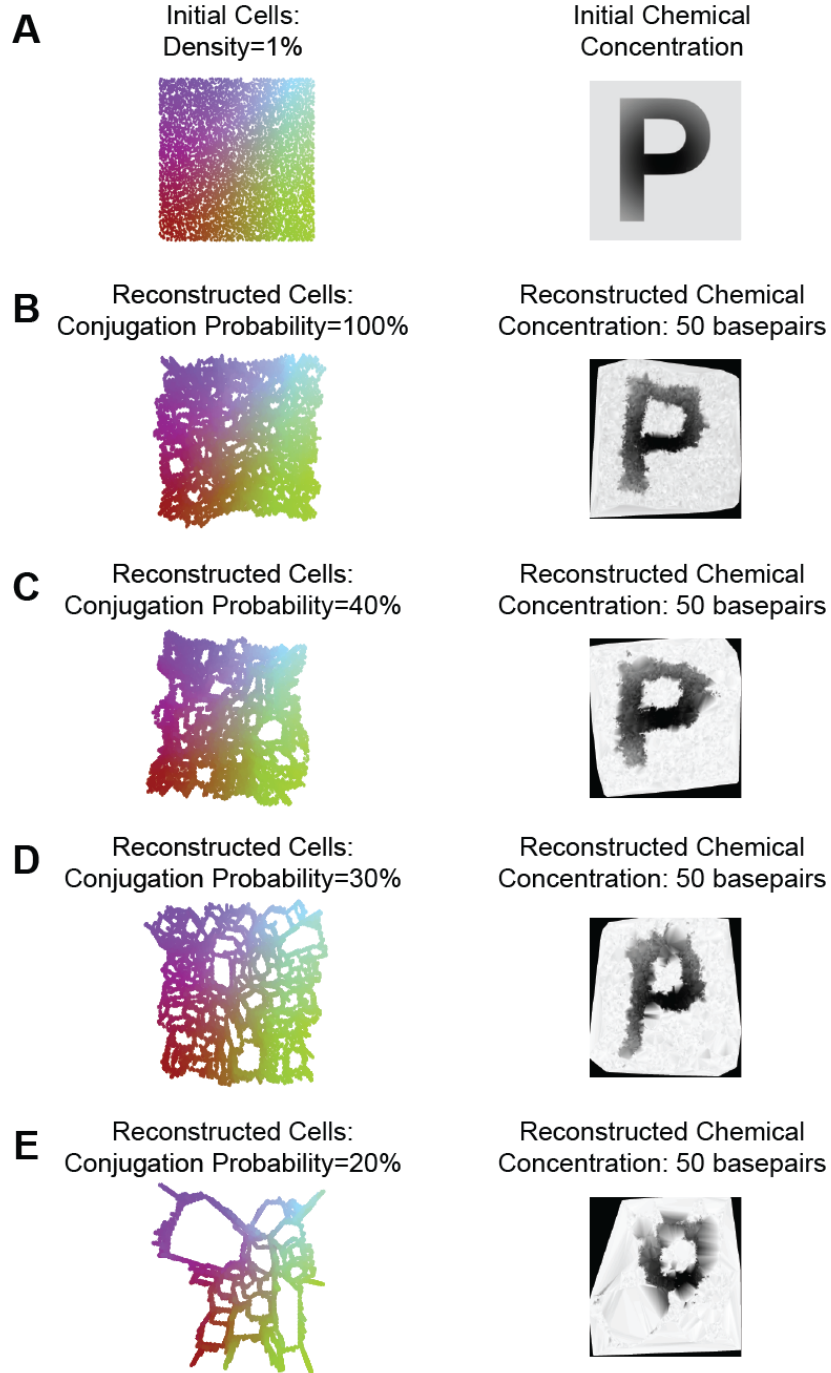 A
Initial Cells:
Density=1%
Initial Chemical
Concentration
P
B
Reconstructed Cells:
Conjugation Probability=100%
Reconstructed Chemical
Concentration: 50 basepairs
P
C
Reconstructed Cells:
Conjugation Probability=40%
Reconstructed Chemical
Concentration: 50 basepairs
P
D
Reconstructed Cells:
Conjugation Probability=30%
Reconstructed Chemical
Concentration: 50 basepairs
P
E
Reconstructed Cells:
Conjugation Probability=20%
Reconstructed Chemical
Concentration: 50 basepairs
P